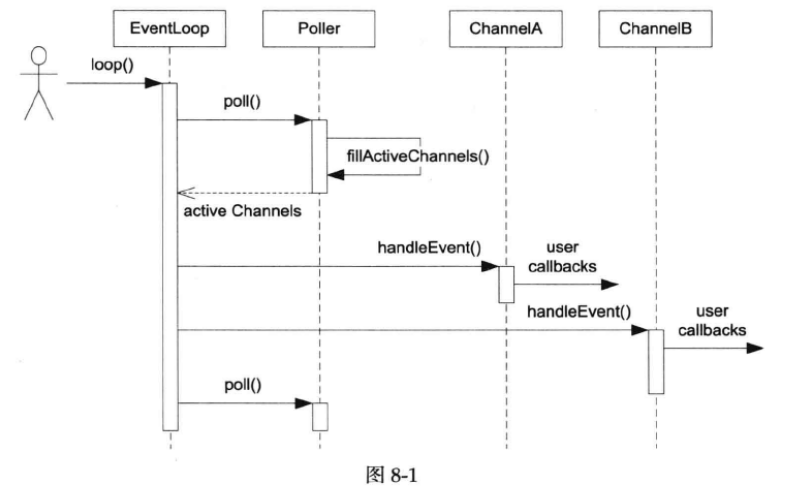 EventLoop
Poller
ChannelA
ChannelB
loop()
poll()
fillActiveChannels()
active Channels
handleEvent()
user
callbacks
handleEvent()
user
callbacks
poll()
图 8-1